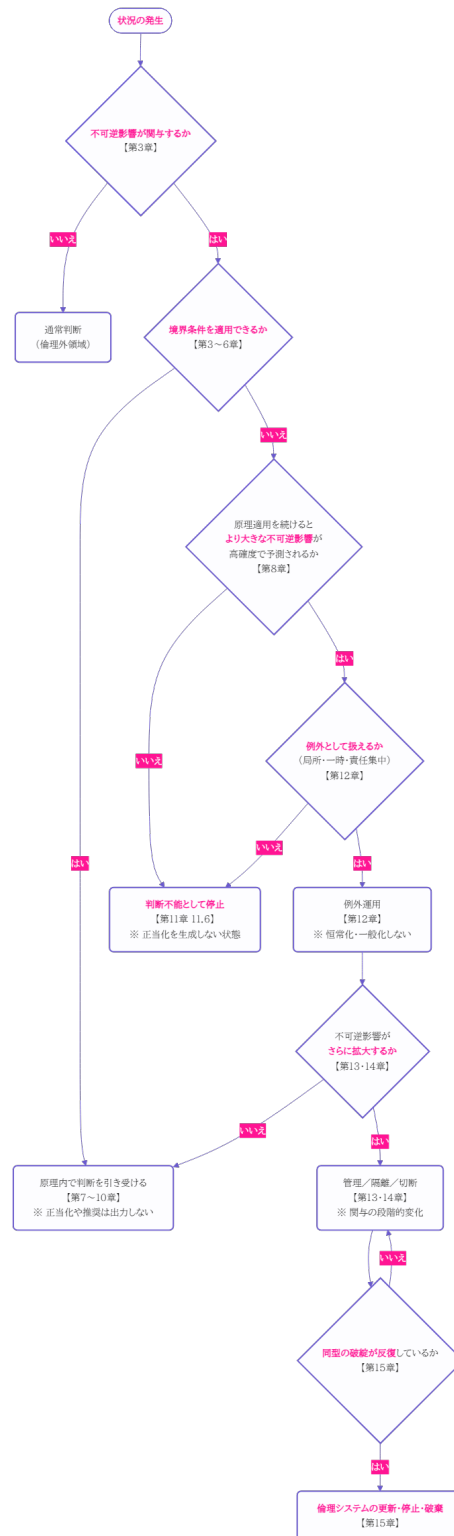 状況の発生
不可逆影響が関与するか
【第3章】
いいえ
はい
通常判断
（倫理外領域）
境界条件を適用できるか
【第3〜6章】
いいえ
原理適用を続けると
より大きな不可逆影響が
高確度で予測されるか
【第8章】
はい
例外として扱えるか
（局所・一時・責任集中）
【第12章】
いいえ
いいえ
はい
はい
判断不能として停止
【第11章 11.6】
※ 正当化を生成しない状態
例外運用
【第12章】
※ 恒常化・一般化しない
不可逆影響が
さらに拡大するか
【第13・14章】
いいえ
はい
原理内で判断を引き受ける
【第7〜10章】
※ 正当化や推奨は出力しない
管理／隔離／切断
【第13・14章】
※ 関与の段階的変化
いいえ
同型の破綻が反復しているか
【第15章】
はい
倫理システムの更新・停止・破棄
【第15章】